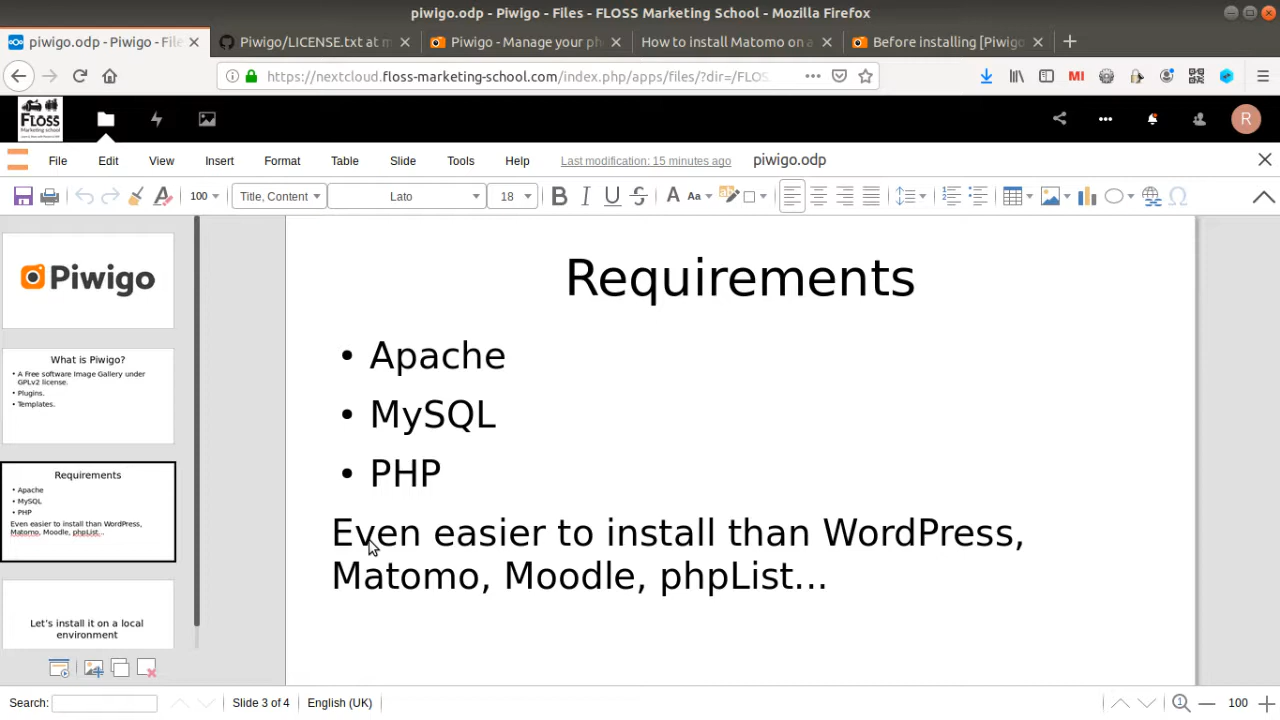 piwigo.odp - Piwigo - Files - FLOSS Marketing School - Mozilla Firefox
piwigo.odp - Piwigo - File
Piwigo/LICENSE.txt at m
Piwigo - Manage your ph
How to install Matomo on a
Before installing [Piwigo
https://nextcloud.floss-marketing-school.com/index.php/apps/files/?dir=/FLOS
MI
FLOSS
Marketing school
R
File Edit View Insert Format Table Slide Tools Help Last modification: 15 minutes ago piwigo.odp
100 Title, Content Lato 18
Piwigo
What is Piwigo?
• A Free software Image Gallery under
GPLv2 license.
• Plugins.
• Templates.
Requirements
• Apache
• MySQL
• PHP
Even easier to install than WordPress,
Matomo, Moodle, phpList...
Let's install it on a local
environment
Requirements
• Apache
• MySQL
• PHP
Even easier to install than WordPress,
Matomo, Moodle, phpList...
Search: Slide 3 of 4 English (UK) 100